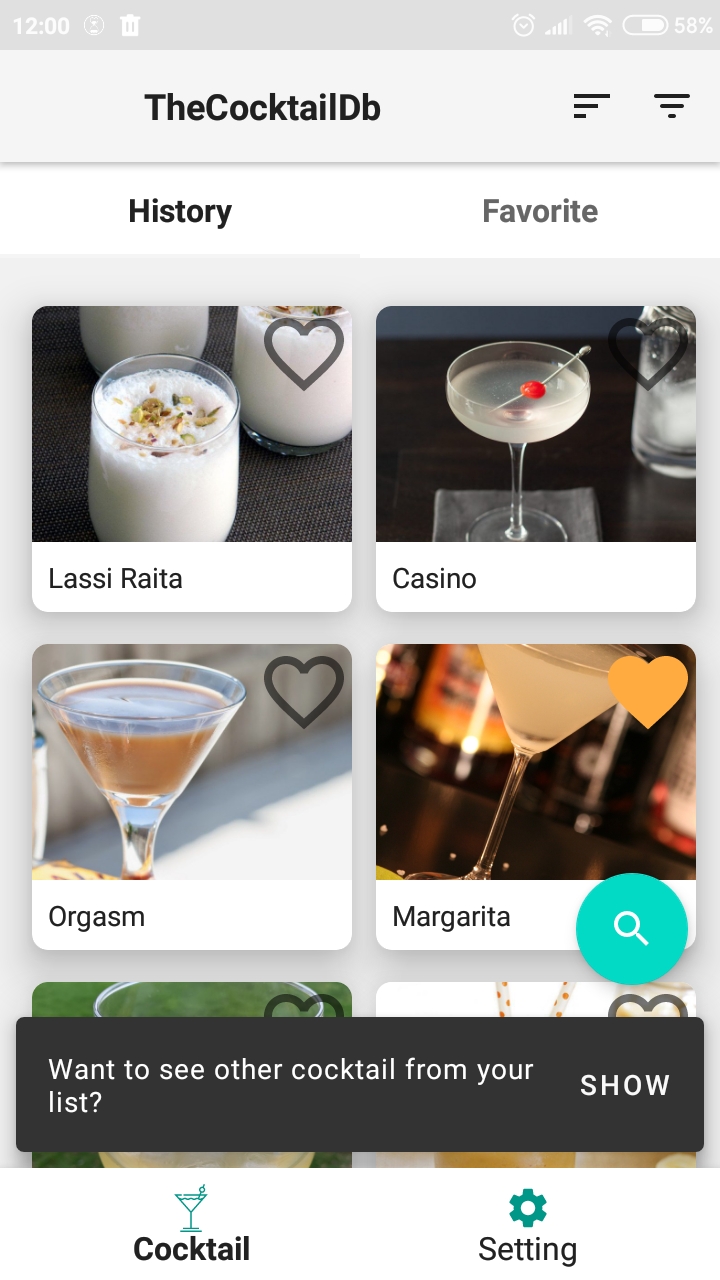 12:00
58%
TheCocktailDb
History
Favorite
Lassi Raita
Casino
Orgasm
Margarita
Want to see other cocktail from your
list?
SHOW
Cocktail
Setting